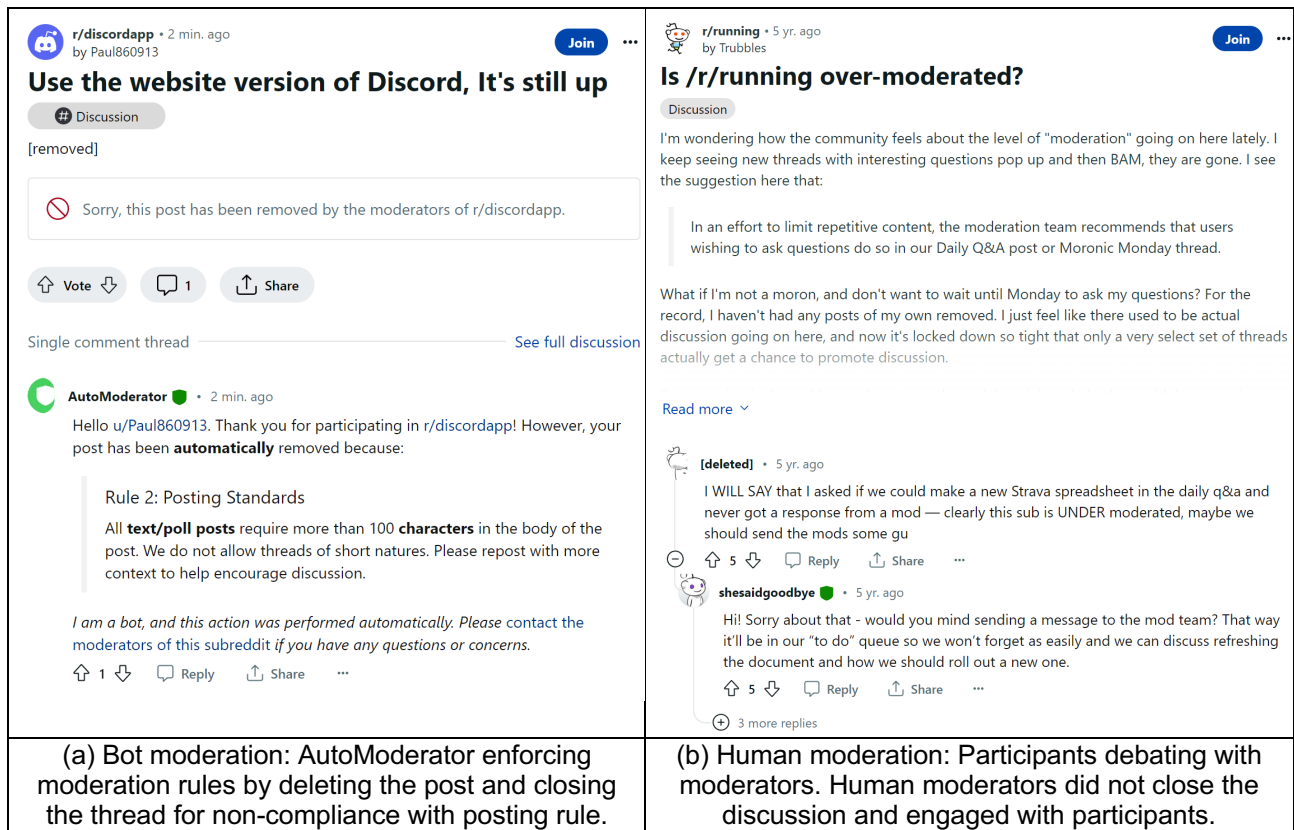 r/discordapp • 2 min. ago
by Paul860913
Join
Use the website version of Discord, It's still up
Discussion
[removed]
Sorry, this post has been removed by the moderators of r/discordapp.
Vote
1
Share
Single comment thread
See full discussion
AutoModerator • 2 min. ago
Hello u/Paul860913. Thank you for participating in r/discordapp! However, your
post has been automatically removed because:
Rule 2: Posting Standards
All text/poll posts require more than 100 characters in the body of the
post. We do not allow threads of short natures. Please repost with more
context to help encourage discussion.
I am a bot, and this action was performed automatically. Please contact the
moderators of this subreddit if you have any questions or concerns.
1
Reply
Share
(a) Bot moderation: AutoModerator enforcing
moderation rules by deleting the post and closing
the thread for non-compliance with posting rule.
r/running • 5 yr. ago
by Trubbles
Join
Is /r/running over-moderated?
Discussion
I'm wondering how the community feels about the level of "moderation" going on here lately. I
keep seeing new threads with interesting questions pop up and then BAM, they are gone. I see
the suggestion here that:
In an effort to limit repetitive content, the moderation team recommends that users
wishing to ask questions do so in our Daily Q&A post or Moronic Monday thread.
What if I'm not a moron, and don't want to wait until Monday to ask my questions? For the
record, I haven't had any posts of my own removed. I just feel like there used to be actual
discussion going on here, and now it's locked down so tight that only a very select set of threads
actually get a chance to promote discussion.
Read more
[deleted] • 5 yr. ago
I WILL SAY that I asked if we could make a new Strava spreadsheet in the daily q&a and
never got a response from a mod — clearly this sub is UNDER moderated, maybe we
should send the mods some gu
5
Reply
Share
shesaidgoodbye • 5 yr. ago
Hi! Sorry about that - would you mind sending a message to the mod team? That way
it'll be in our “to do” queue so we won't forget as easily and we can discuss refreshing
the document and how we should roll out a new one.
5
Reply
Share
3 more replies
(b) Human moderation: Participants debating with
moderators. Human moderators did not close the
discussion and engaged with participants.